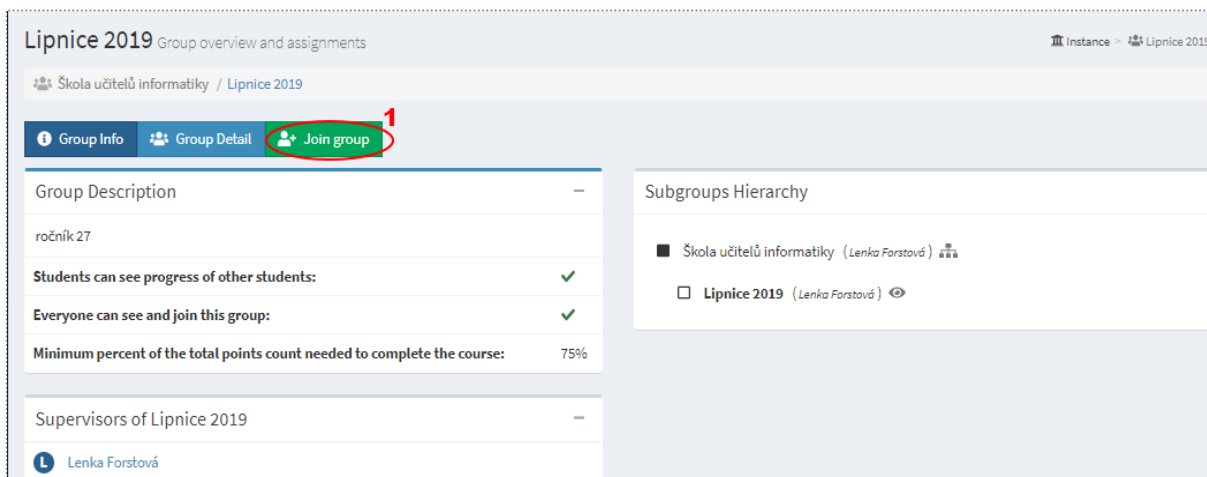 Lipnice 2019 Group overview and assignments
Instance > Lipnice 2019
Škola učitelů informatiky / Lipnice 2019
1
Group Info Group Detail Join group
Group Description
ročník 27
Students can see progress of other students:
Everyone can see and join this group:
Minimum percent of the total points count needed to complete the course: 75%
Supervisors of Lipnice 2019
L Lenka Forstová
Subgroups Hierarchy
Škola učitelů informatiky (Lenka Forstová)
Lipnice 2019 (Lenka Forstová)